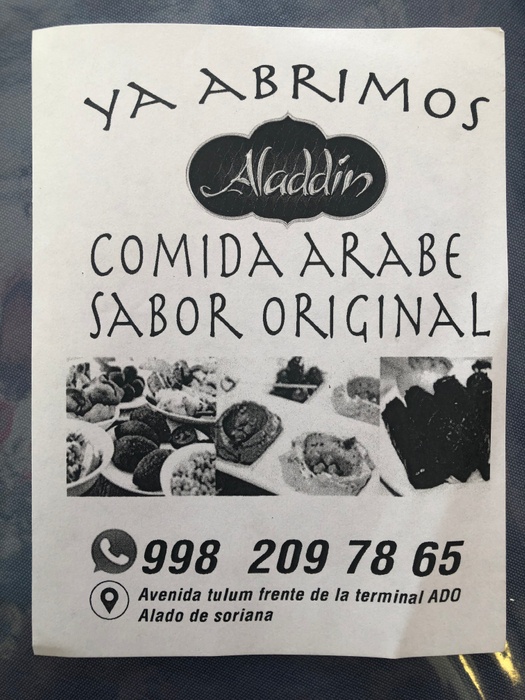 YA ABRIMOS
Aladdin
COMIDA ARABE
SABOR ORIGINAL
998 209 78 65
Avenida tulum frente de la terminal ADO
Alado de soriana